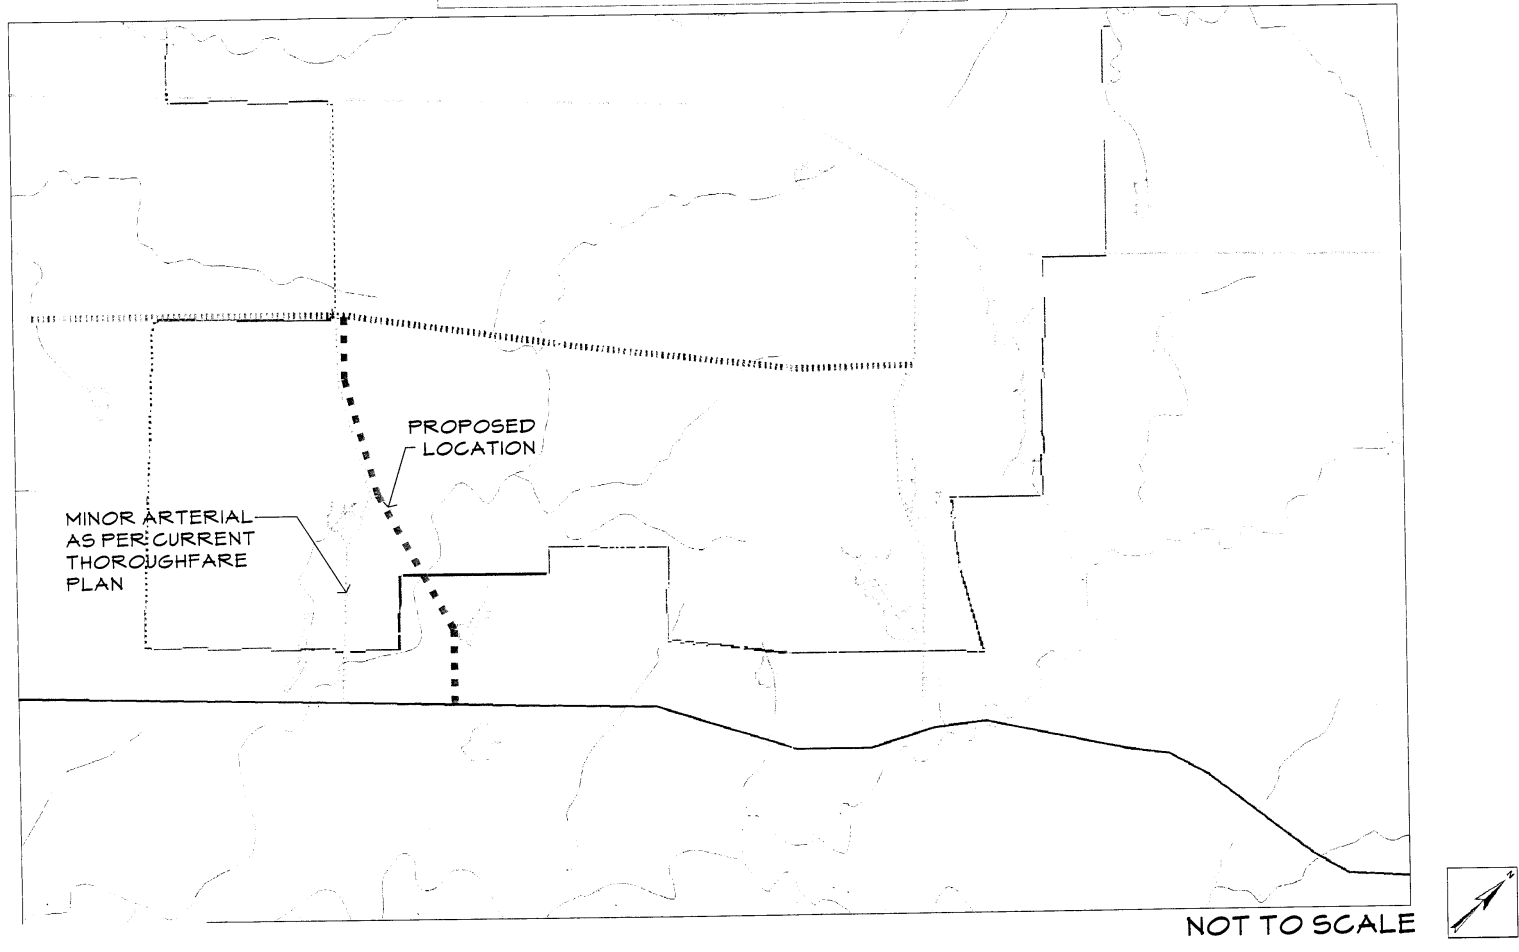 PROPOSED
LOCATION
MINOR ARTERIAL
AS PER CURRENT
THOROUGHFARE
PLAN
N
NOT TO SCALE